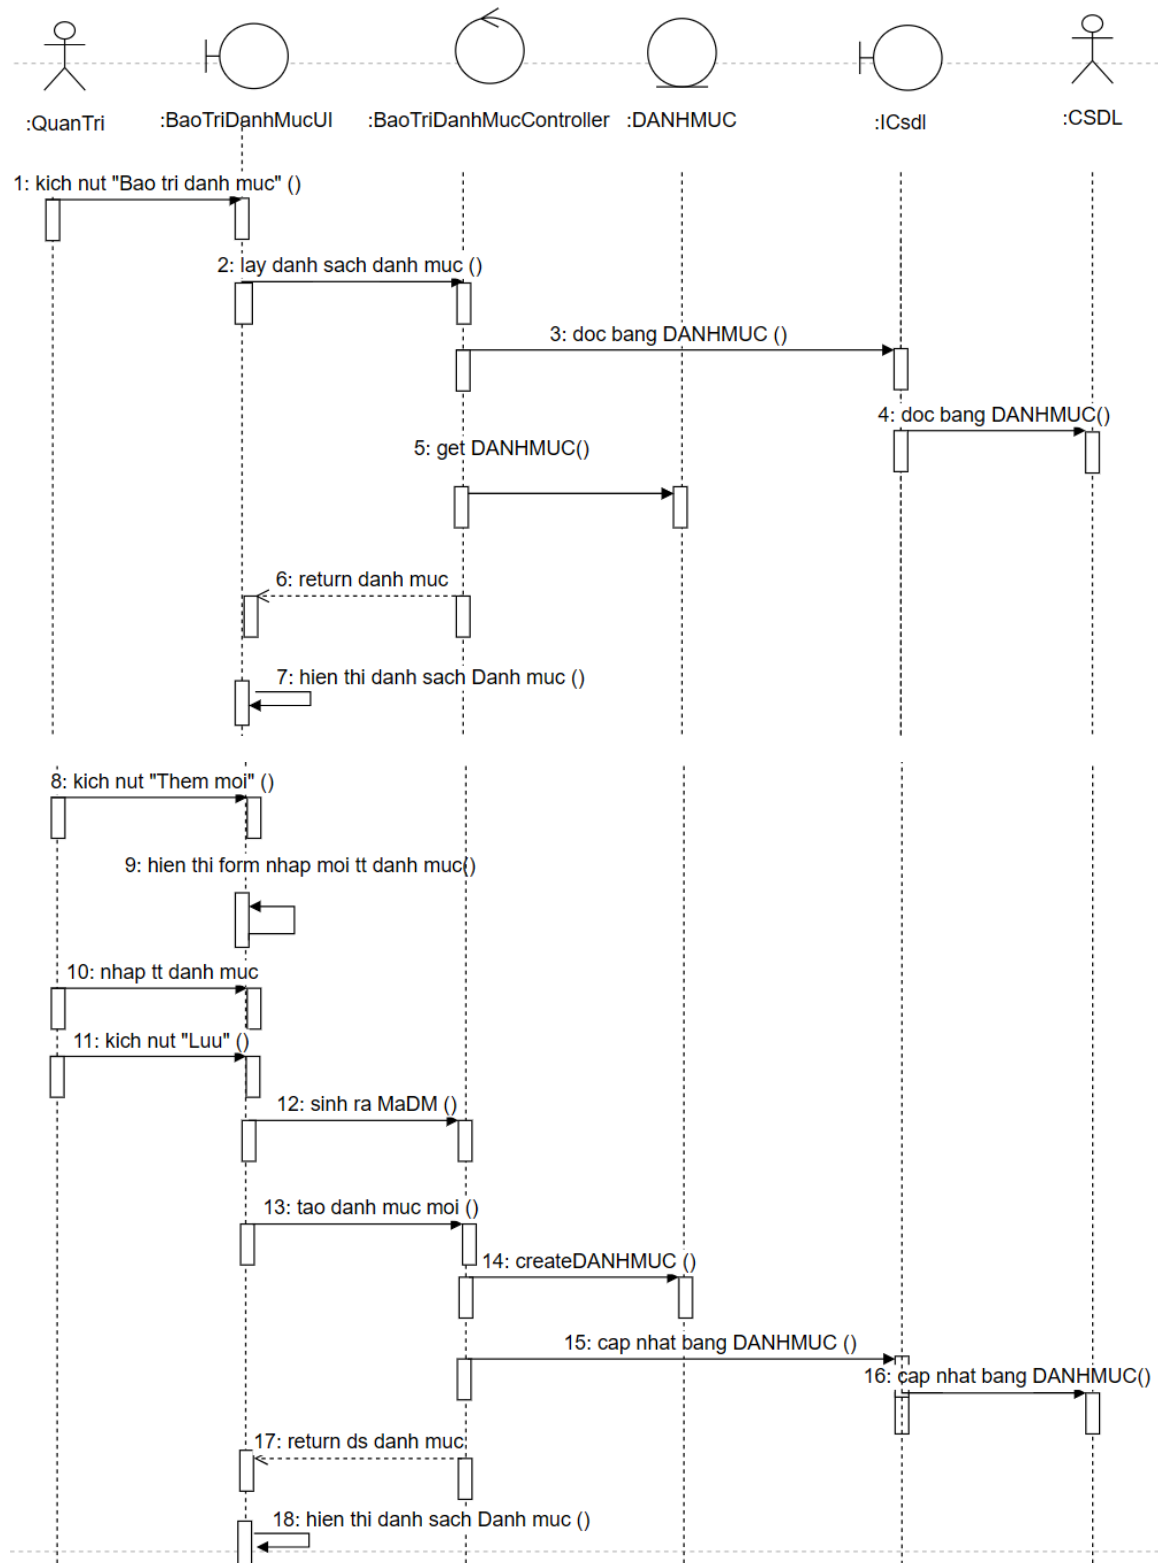 :QuanTri
:BaoTriDanhMucUI
:BaoTriDanhMucController
:DANHMUC
:ICsdl
:CSDL
1: kich nut "Bao tri danh muc" ()
2: lay danh sach danh muc ()
3: doc bang DANHMUC ()
4: doc bang DANHMUC()
5: get DANHMUC()
6: return danh muc
7: hien thi danh sach Danh muc ()
8: kich nut "Them moi" ()
9: hien thi form nhap moi tt danh muc()
10: nhap tt danh muc
11: kich nut "Luu" ()
12: sinh ra MaDM ()
13: tao danh muc moi ()
14: createDANHMUC ()
15: cap nhat bang DANHMUC ()
16: cap nhat bang DANHMUC()
17: return ds danh muc
18: hien thi danh sach Danh muc ()